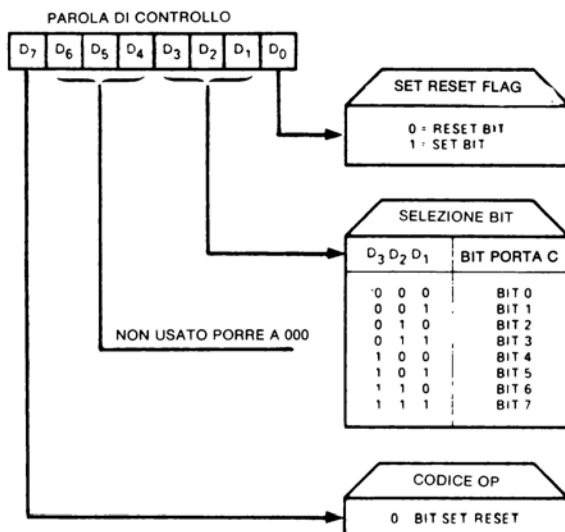 PAROLA DI CONTROLLO
D7 D6 D5 D4 D3 D2 D1 D0
SET RESET FLAG
0 = RESET BIT
1 = SET BIT
SELEZIONE BIT
D3 D2 D1 BIT PORTA C
0 0 0 BIT 0
0 0 1 BIT 1
0 1 0 BIT 2
0 1 1 BIT 3
1 0 0 BIT 4
1 0 1 BIT 5
1 1 0 BIT 6
1 1 1 BIT 7
NON USATO PORRE A 000
CODICE OP
0 BIT SET RESET